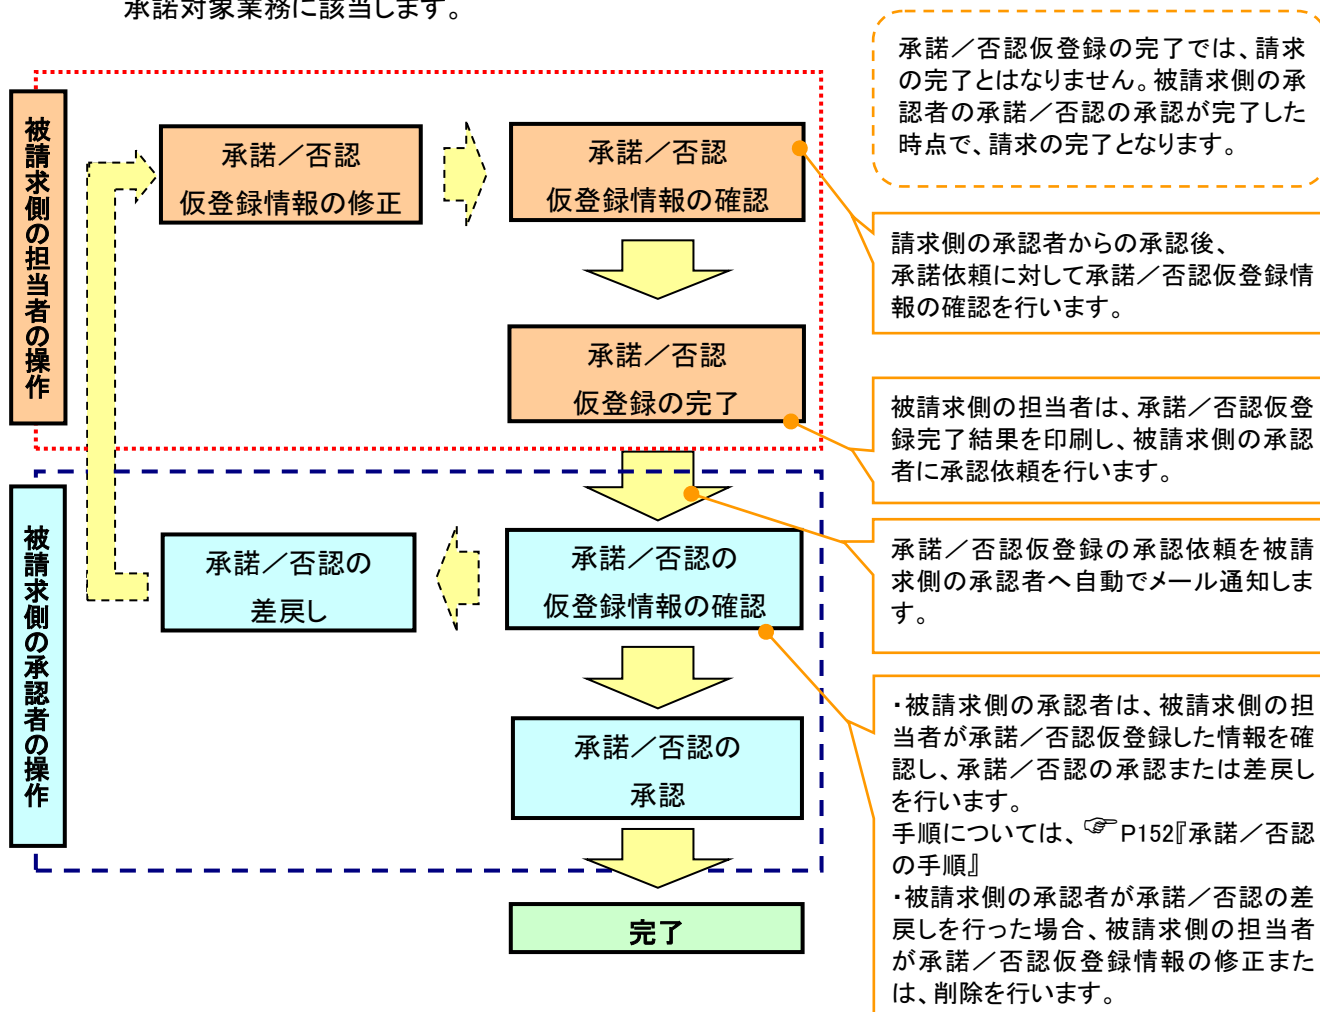 承諾対象業務に該当します。
承諾／否認仮登録の完了では、請求
の完了とはなりません。被請求側の承
認者の承諾／否認の承認が完了した
時点で、請求の完了となります。
被請求側の担当者の操作
承諾／否認
仮登録情報の修正
承諾／否認
仮登録情報の確認
請求側の承認者からの承認後、
承諾依頼に対して承諾／否認仮登録情
報の確認を行います。
承諾／否認
仮登録の完了
被請求側の担当者は、承諾／否認仮登
録完了結果を印刷し、被請求側の承認
者に承認依頼を行います。
被請求側の承認者の操作
承諾／否認の
差戻し
承諾／否認の
仮登録情報の確認
承諾／否認仮登録の承認依頼を被請
求側の承認者へ自動でメール通知しま
す。
承諾／否認の
承認
・被請求側の承認者は、被請求側の担
当者が承諾／否認仮登録した情報を確
認し、承諾／否認の承認または差戻し
を行います。
手順については、☞P152『承諾／否認
の手順』
・被請求側の承認者が承諾／否認の差
戻しを行った場合、被請求側の担当者
が承諾／否認仮登録情報の修正また
は、削除を行います。
完了